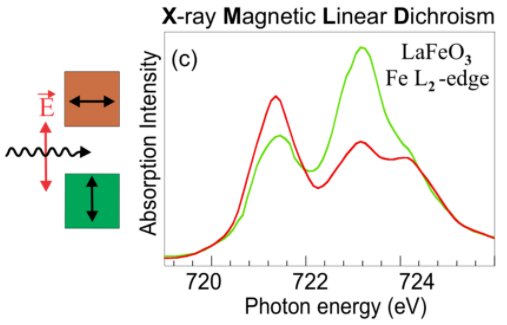 X-ray Magnetic Linear Dichroism
(c)
LaFeO₃
Fe L₂-edge
E
Absorption Intensity
720 722 724
Photon energy (eV)